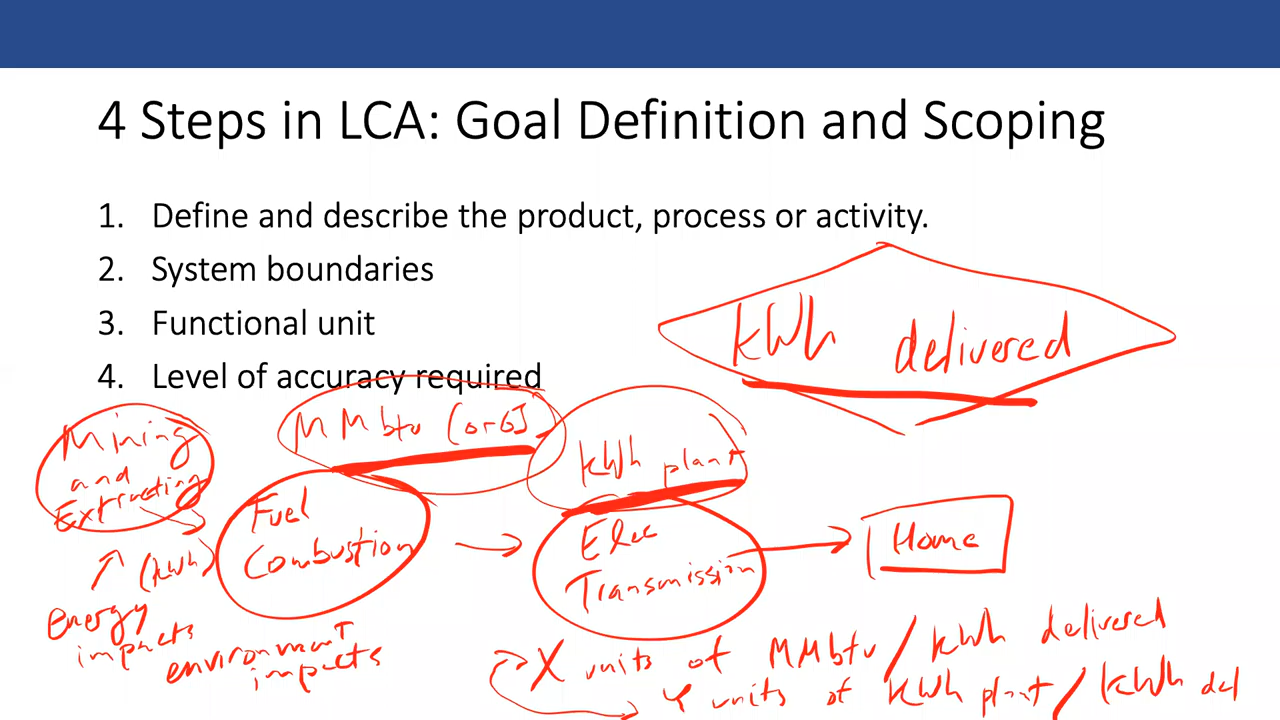 4 Steps in LCA: Goal Definition and Scoping
1. Define and describe the product, process or activity.
2. System boundaries
3. Functional unit
4. Level of accuracy required
kWh delivered
Mining
and
Extracting
MMbtu (or GJ)
kWh plant
Fuel
Combustion
Elec
Transmission
Home
(kWh)
energy
impacts
environment
impacts
X units of MMbtu / kWh delivered
Y units of kWh plant / kWh del